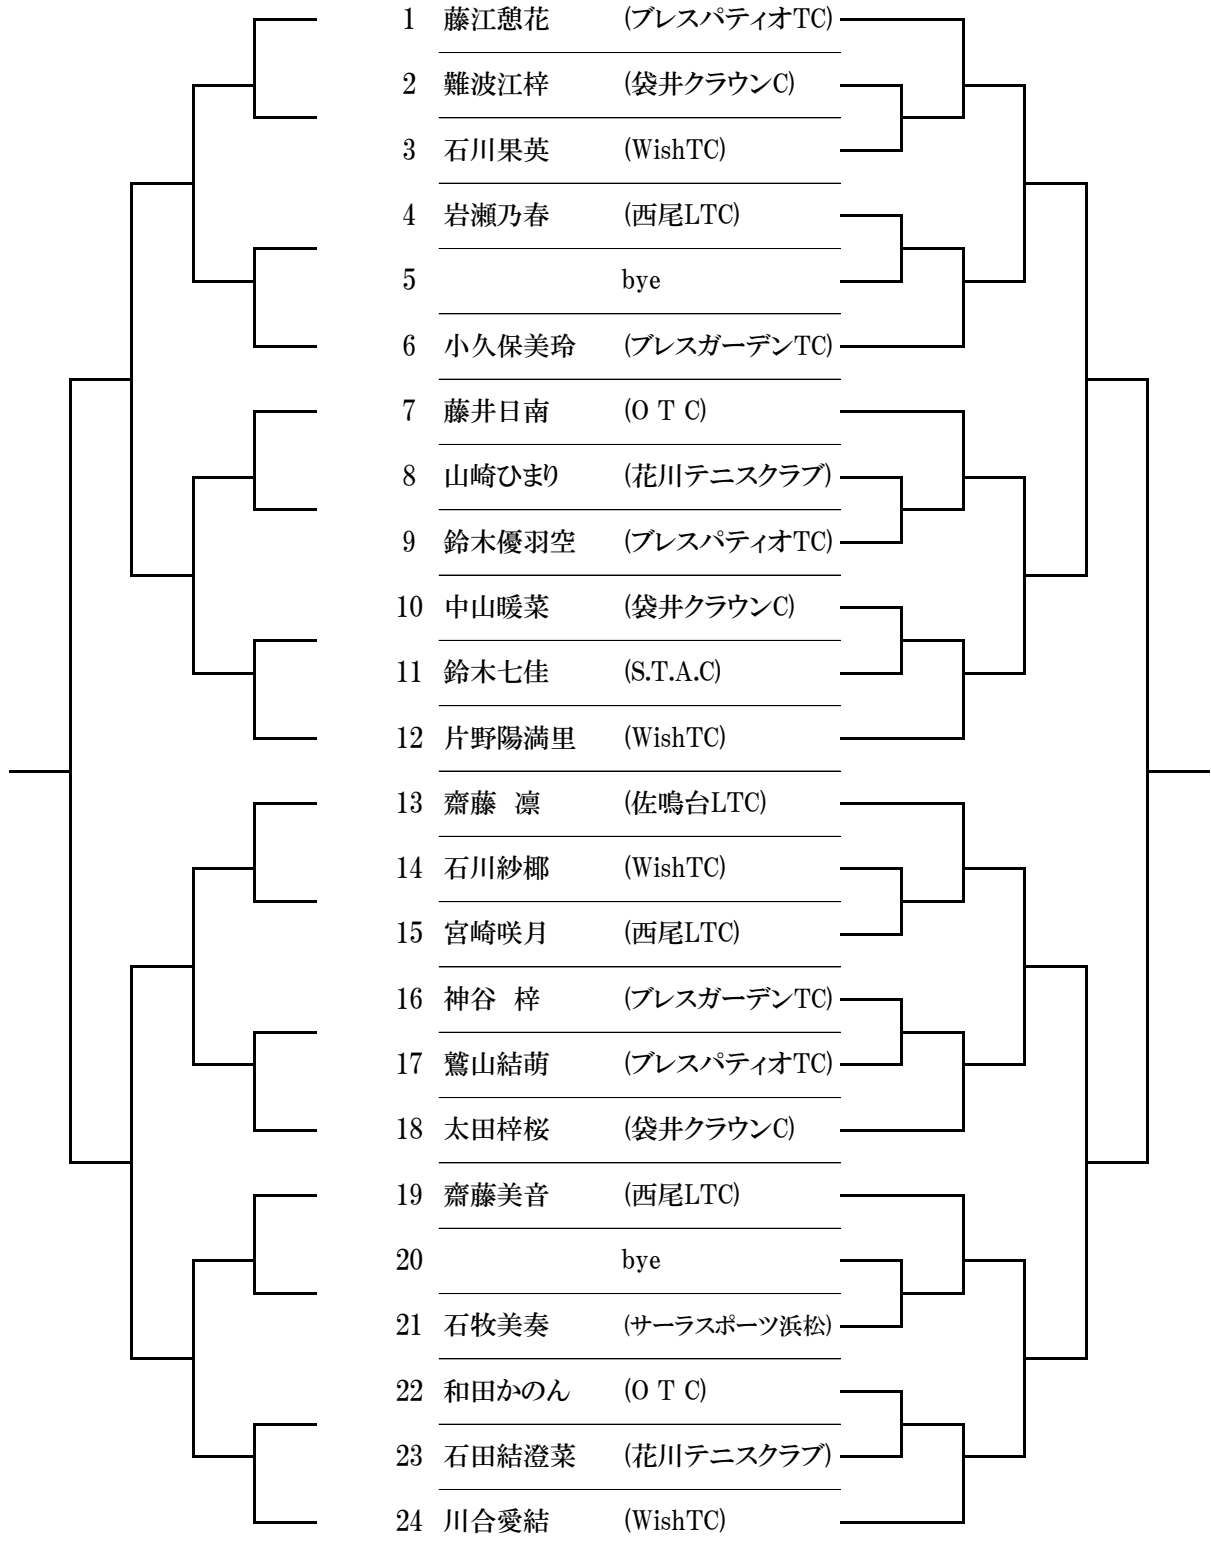 1 藤江憩花 (ブレスパティオTC)
2 難波江梓 (袋井クラウンC)
3 石川果英 (WishTC)
4 岩瀬乃春 (西尾LTC)
5 bye
6 小久保美玲 (ブレスガーデンTC)
7 藤井日南 (O T C)
8 山崎ひまり (花川テニスクラブ)
9 鈴木優羽空 (ブレスパティオTC)
10 中山暖菜 (袋井クラウンC)
11 鈴木七佳 (S.T.A.C)
12 片野陽満里 (WishTC)
13 齋藤 凛 (佐鳴台LTC)
14 石川紗椰 (WishTC)
15 宮崎咲月 (西尾LTC)
16 神谷 梓 (ブレスガーデンTC)
17 鷲山結萌 (ブレスパティオTC)
18 太田梓桜 (袋井クラウンC)
19 齋藤美音 (西尾LTC)
20 bye
21 石牧美奏 (サーラスポーツ浜松)
22 和田かのん (O T C)
23 石田結澄菜 (花川テニスクラブ)
24 川合愛結 (WishTC)